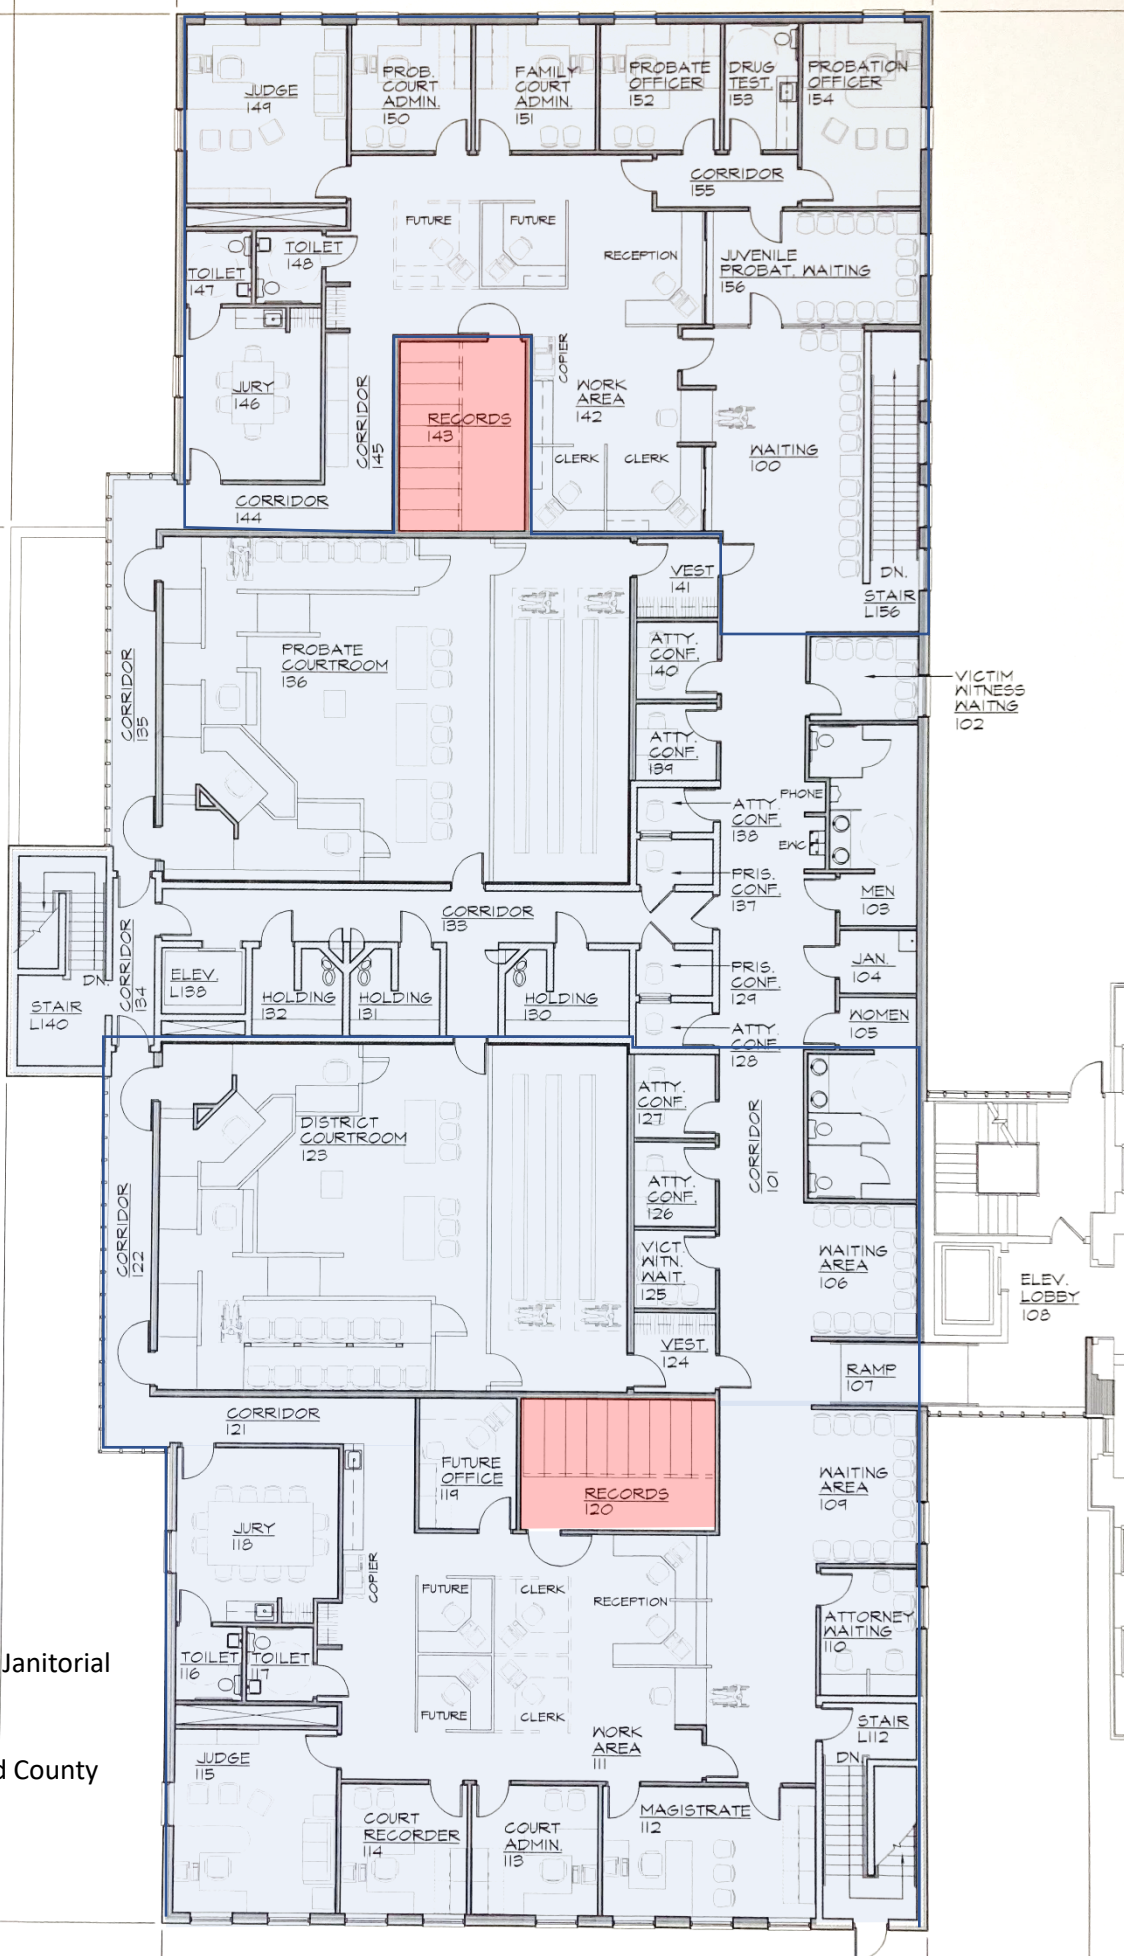 JUDGE
149
PROB.
COURT
ADMIN.
150
FAMILY
COURT
ADMIN.
151
PROBATE
OFFICER
152
DRUG
TEST.
153
PROBATION
OFFICER
154
CORRIDOR
155
FUTURE
FUTURE
RECEPTION
JUVENILE
PROBAT. WAITING
156
TOILET
148
TOILET
147
JURY
146
CORRIDOR
145
RECORDS
143
COPIER
WORK
AREA
142
CLERK
CLERK
WAITING
100
CORRIDOR
144
DN.
STAIR
L156
VEST.
141
PROBATE
COURTROOM
136
CORRIDOR
135
ATTY.
CONF.
140
ATTY.
CONF.
139
VICTIM
WITNESS
WAITNG
102
PHONE
ATTY.
CONF.
138
EWC
PRIS.
CONF.
137
MEN
103
CORRIDOR
133
CORRIDOR
134
DN.
STAIR
L140
ELEV.
L138
HOLDING
132
HOLDING
131
HOLDING
130
PRIS.
CONF.
129
JAN.
104
WOMEN
105
ATTY.
CONF.
128
ATTY.
CONF.
127
DISTRICT
COURTROOM
123
CORRIDOR
101
ATTY.
CONF.
126
CORRIDOR
122
VICT.
WITN.
WAIT.
125
WAITING
AREA
106
ELEV.
LOBBY
108
VEST.
124
RAMP
107
CORRIDOR
121
FUTURE
OFFICE
119
RECORDS
120
WAITING
AREA
109
JURY
118
COPIER
FUTURE
CLERK
RECEPTION
ATTORNEY
WAITING
110
TOILET
116
TOILET
117
Janitorial
FUTURE
CLERK
WORK
AREA
111
STAIR
L112
DN.
JUDGE
115
d County
COURT
RECORDER
114
COURT
ADMIN.
113
MAGISTRATE
112